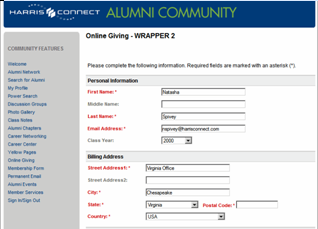 HARRIS CONNECT ALUMNI COMMUNITY
COMMUNITY FEATURES
Welcome
Alumni Network
Search for Alumni
My Profile
Power Search
Discussion Groups
Photo Gallery
Class Notes
Alumni Chapters
Career Networking
Career Center
Yellow Pages
Online Giving
Membership Form
Permanent Email
Alumni Events
Member Services
Sign In/Sign Out
Online Giving - WRAPPER 2
Please complete the following information. Required fields are marked with an asterisk (*).
Personal Information
First Name: * Natasha
Middle Name:
Last Name: * Spivey
Email Address: * nspivey@harrisconnect.com
Class Year: 2000
Billing Address
Street Address1: * Virginia Office
Street Address2:
City: * Chesapeake
State: * Virginia Postal Code: *
Country: * USA